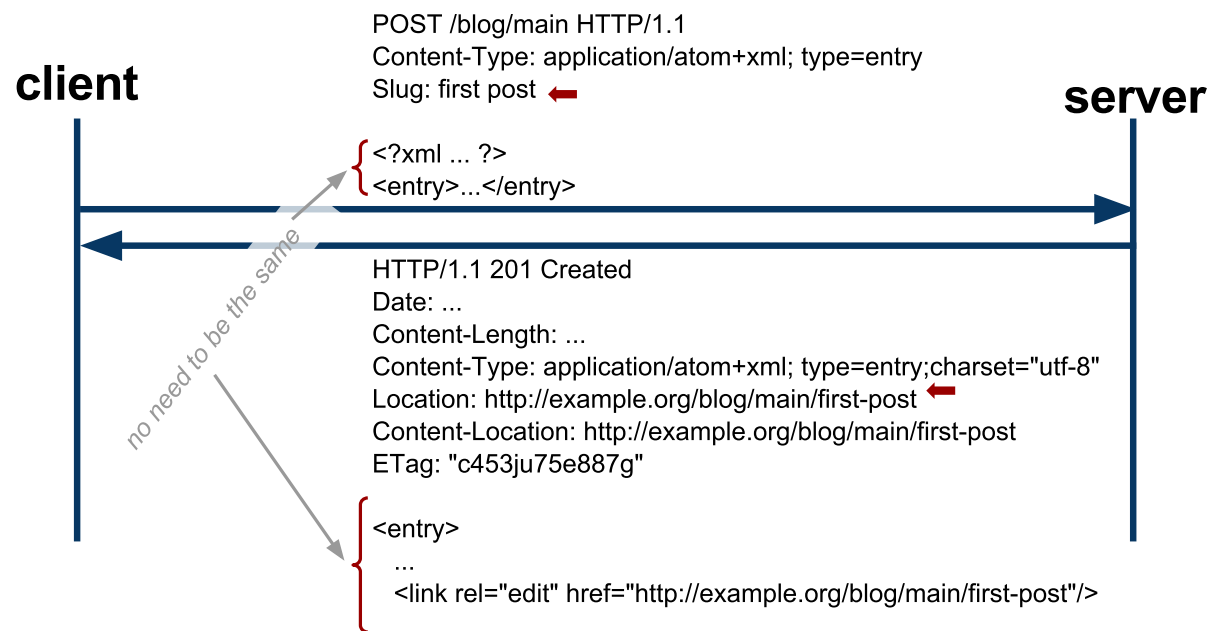 POST /blog/main HTTP/1.1
Content-Type: application/atom+xml; type=entry
client
Slug: first post
server
<?xml ... ?>
<entry>...</entry>
no need to be the same
HTTP/1.1 201 Created
Date: ...
Content-Length: ...
Content-Type: application/atom+xml; type=entry;charset="utf-8"
Location: http://example.org/blog/main/first-post
Content-Location: http://example.org/blog/main/first-post
ETag: "c453ju75e887g"
<entry>
...
<link rel="edit" href="http://example.org/blog/main/first-post"/>